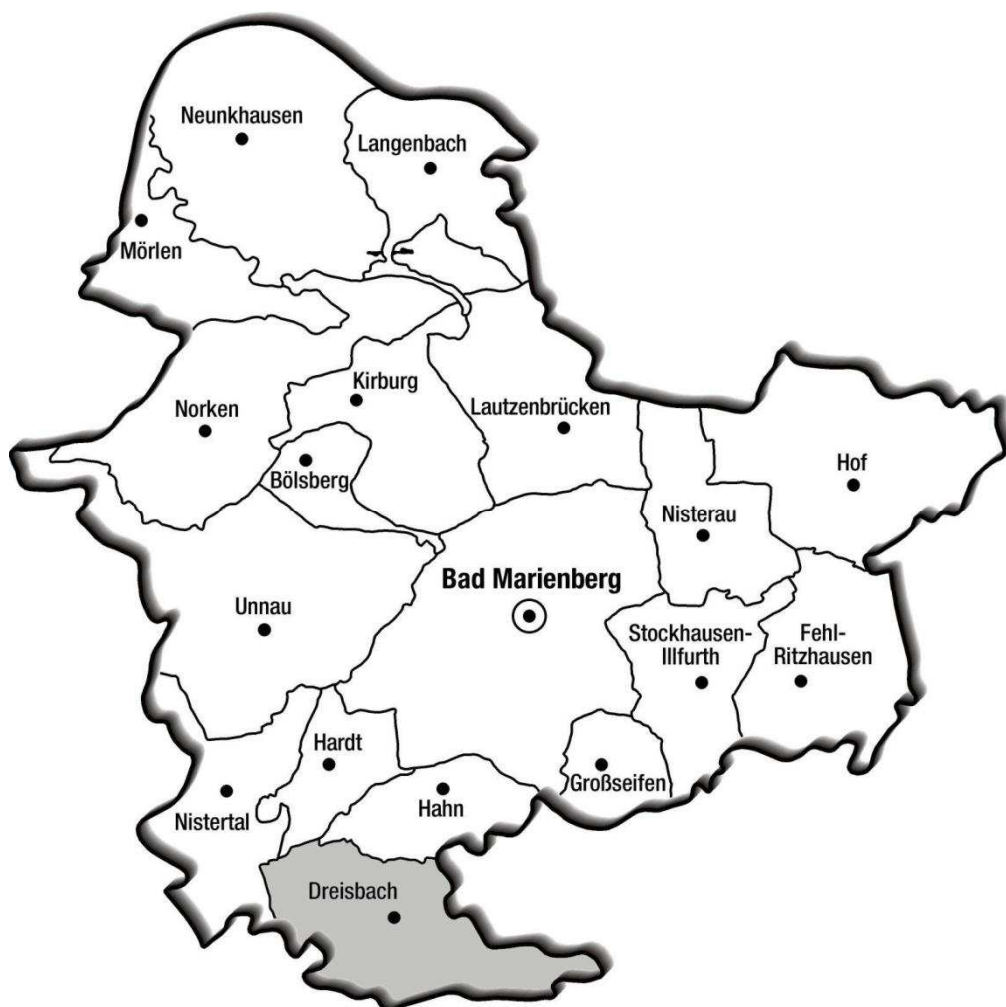 Neunkhausen
Langenbach
Mörlen
Kirburg
Norken
Lautzenbrücken
Bölsberg
Hof
Nisterau
Bad Marienberg
Unnau
Stockhausen-
Illfurth
Fehl-
Ritzhausen
Hardt
Großseifen
Nistertal
Hahn
Dreisbach